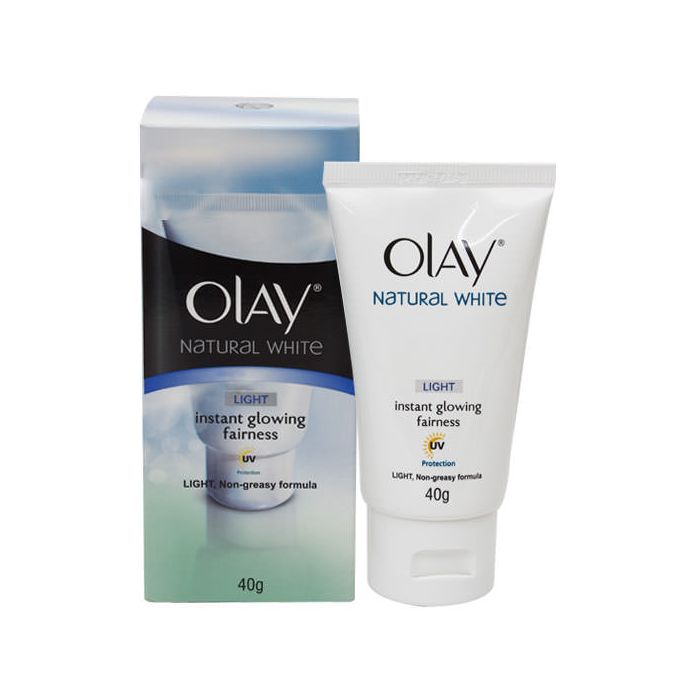 OLAY®
NATURAL WHITE
LIGHT
instant glowing
fairness
UV
Protection
LIGHT, Non-greasy formula
40g
OLAY®
NATURAL WHITE
LIGHT
instant glowing
fairness
UV
Protection
LIGHT, Non-greasy formula
40g